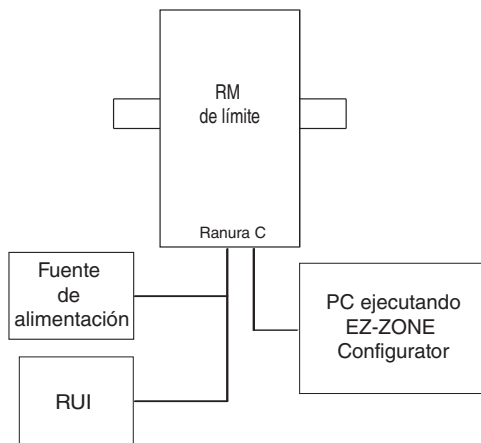 RM
de límite
Ranura C
Fuente
de
alimentación
RUI
PC ejecutando
EZ-ZONE
Configurator